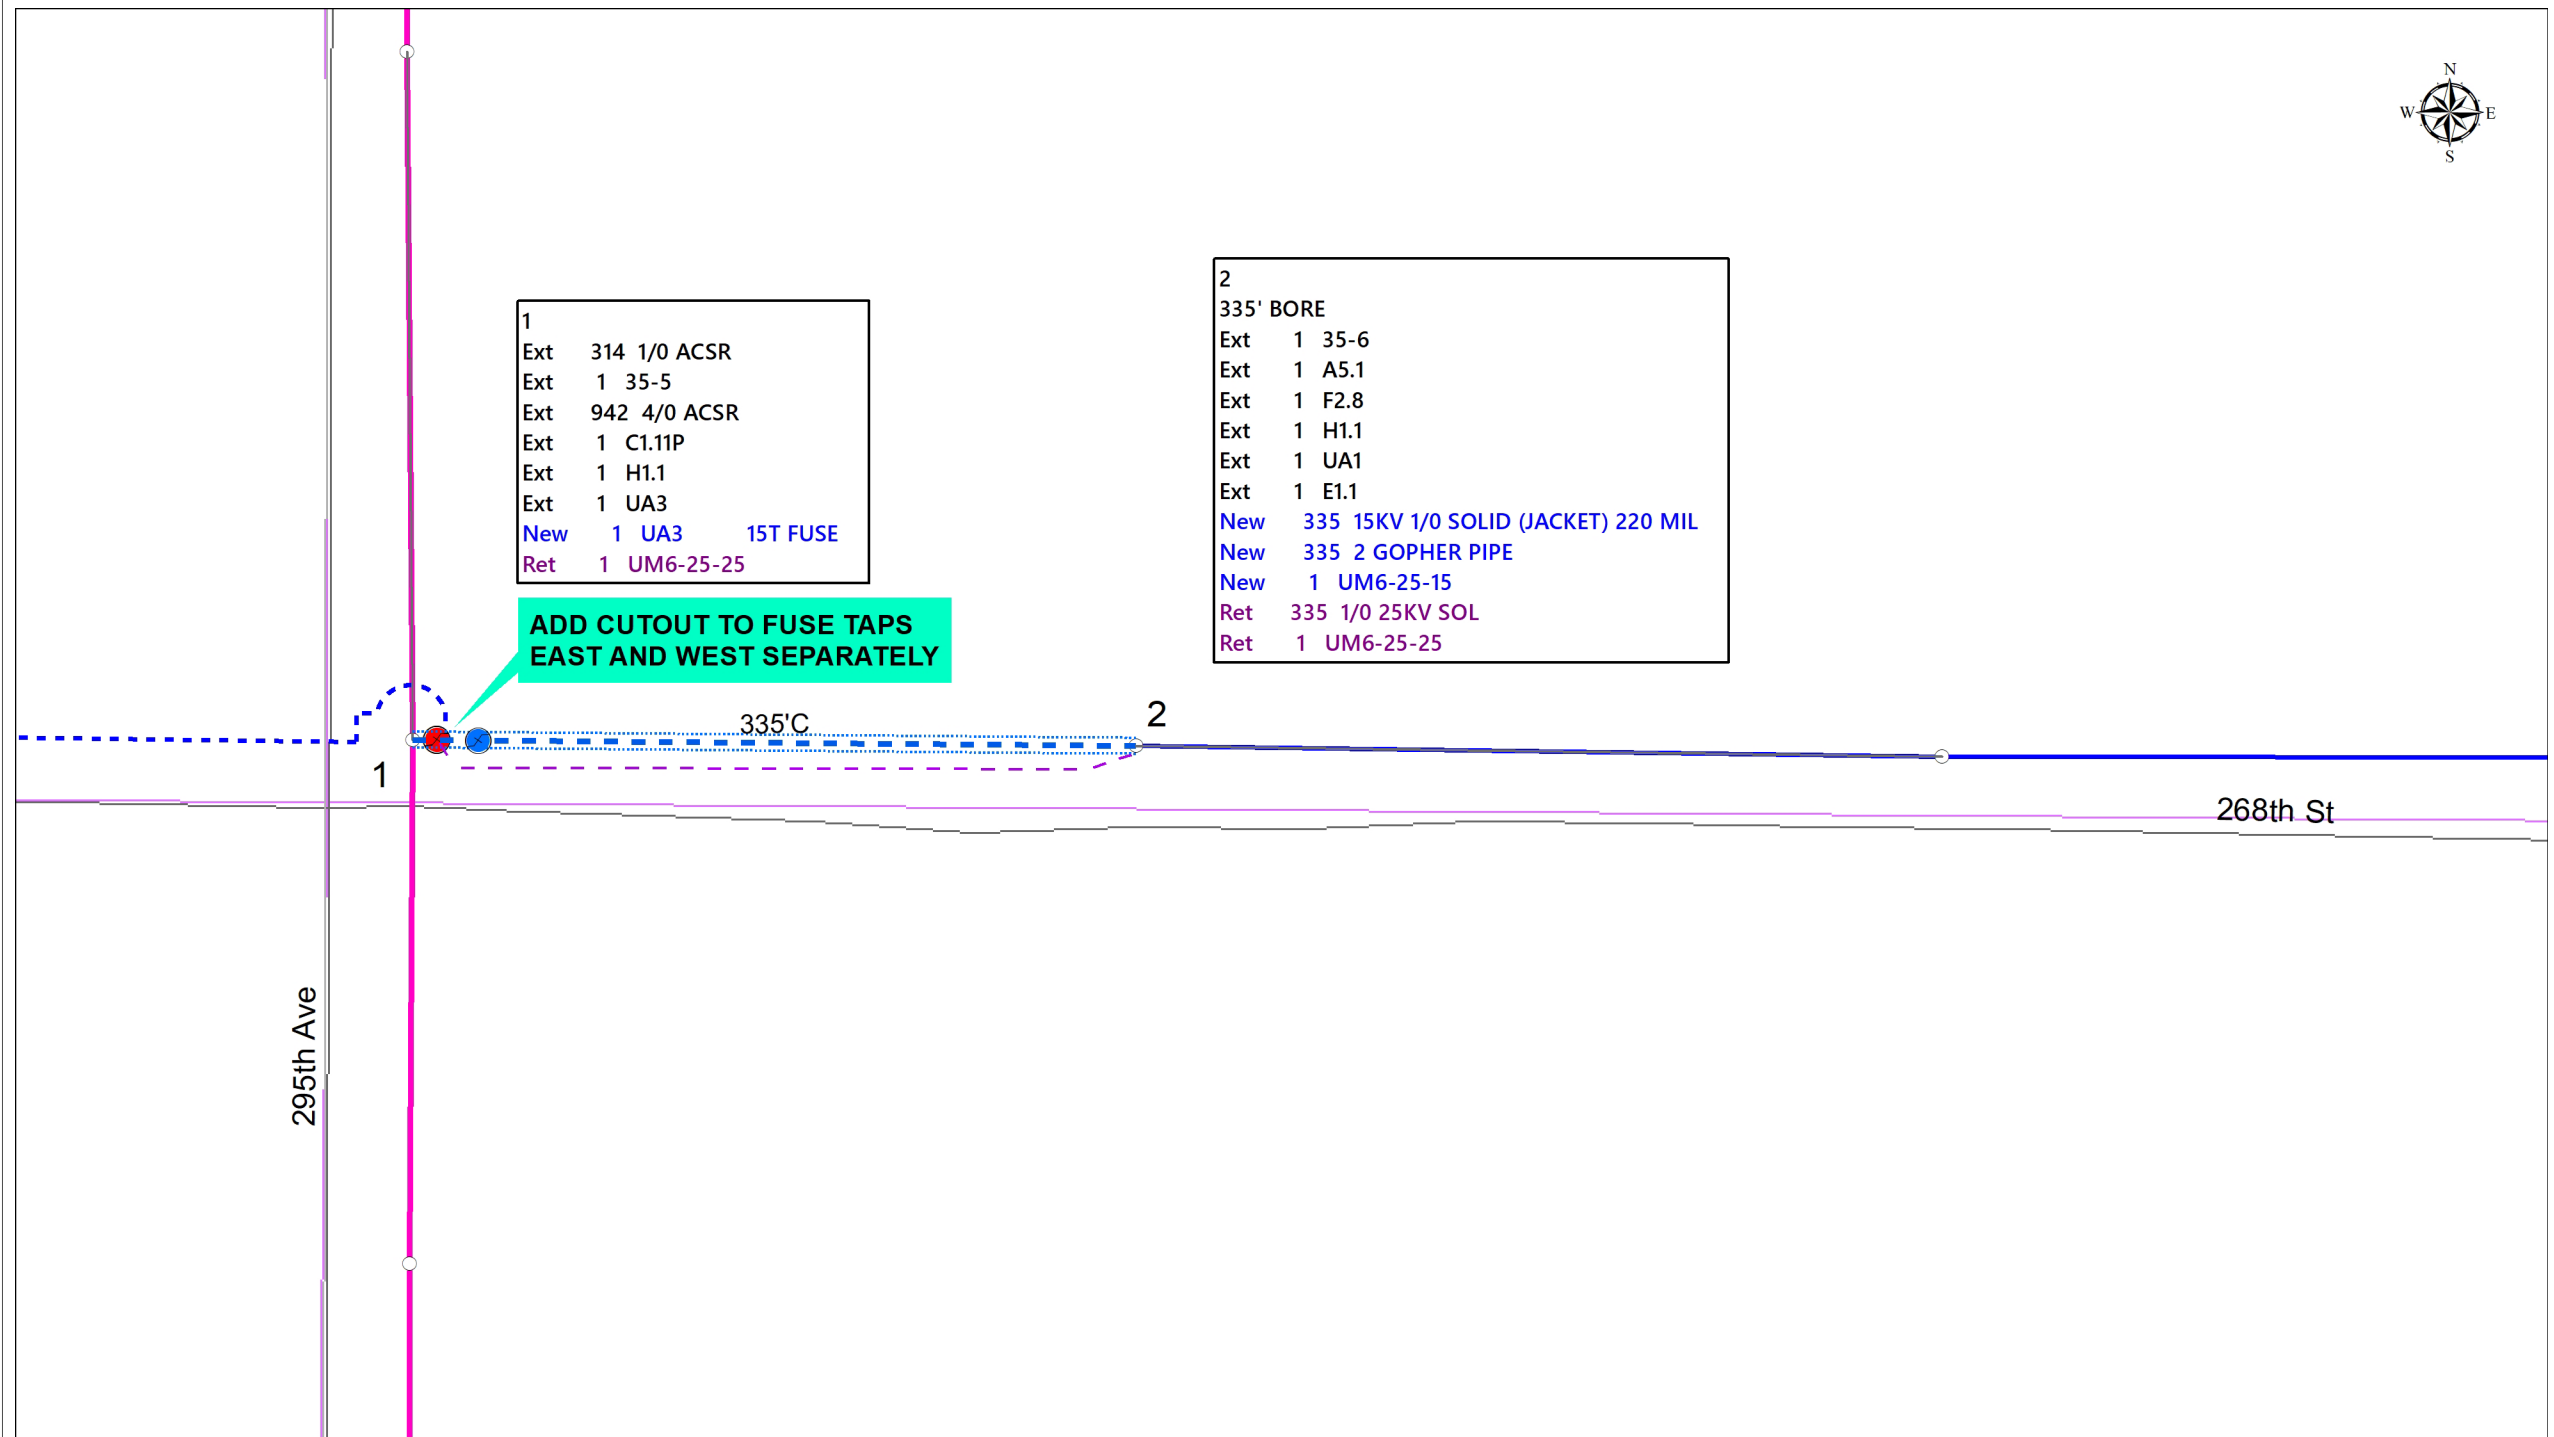 N
W E
S
1
Ext 314 1/0 ACSR
Ext 1 35-5
Ext 942 4/0 ACSR
Ext 1 C1.11P
Ext 1 H1.1
Ext 1 UA3
New 1 UA3 15T FUSE
Ret 1 UM6-25-25
2
335' BORE
Ext 1 35-6
Ext 1 A5.1
Ext 1 F2.8
Ext 1 H1.1
Ext 1 UA1
Ext 1 E1.1
New 335 15KV 1/0 SOLID (JACKET) 220 MIL
New 335 2 GOPHER PIPE
New 1 UM6-25-15
Ret 335 1/0 25KV SOL
Ret 1 UM6-25-25
ADD CUTOUT TO FUSE TAPS
EAST AND WEST SEPARATELY
335'C
2
1
268th St
295th Ave